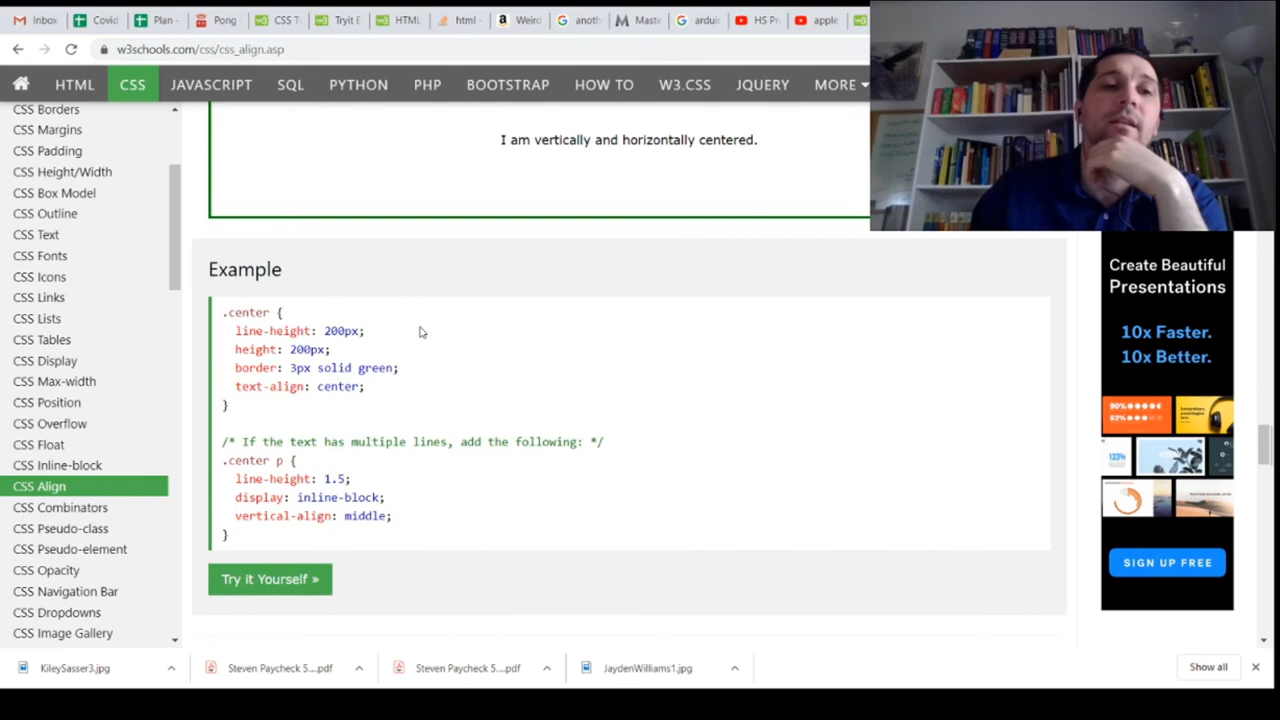 Inbox Covid Plan - Pong CSS T Tryit E HTML html - Weird anoth Maste arduir HS Pr apple
w3schools.com/css/css_align.asp
HTML CSS JAVASCRIPT SQL PYTHON PHP BOOTSTRAP HOW TO W3.CSS JQUERY MORE
CSS Borders
CSS Margins
CSS Padding
CSS Height/Width
CSS Box Model
CSS Outline
CSS Text
CSS Fonts
CSS Icons
CSS Links
CSS Lists
CSS Tables
CSS Display
CSS Max-width
CSS Position
CSS Overflow
CSS Float
CSS Inline-block
CSS Align
CSS Combinators
CSS Pseudo-class
CSS Pseudo-element
CSS Opacity
CSS Navigation Bar
CSS Dropdowns
CSS Image Gallery
I am vertically and horizontally centered.
Example
.center {
line-height: 200px;
height: 200px;
border: 3px solid green;
text-align: center;
}
/* If the text has multiple lines, add the following: */
.center p {
line-height: 1.5;
display: inline-block;
vertical-align: middle;
}
Try it Yourself »
Create Beautiful
Presentations
10x Faster.
10x Better.
90%
133%
SIGN UP FREE
KileySasser3.jpg Steven Paycheck 5....pdf Steven Paycheck 5....pdf JaydenWilliams1.jpg Show all